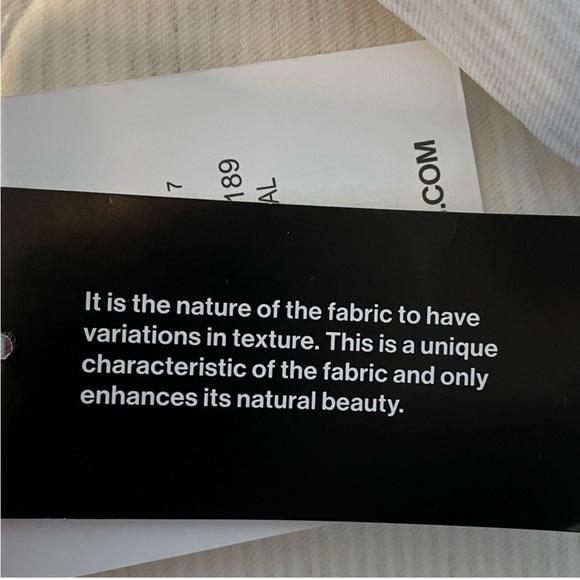 7
189
AL
.COM
It is the nature of the fabric to have
variations in texture. This is a unique
characteristic of the fabric and only
enhances its natural beauty.